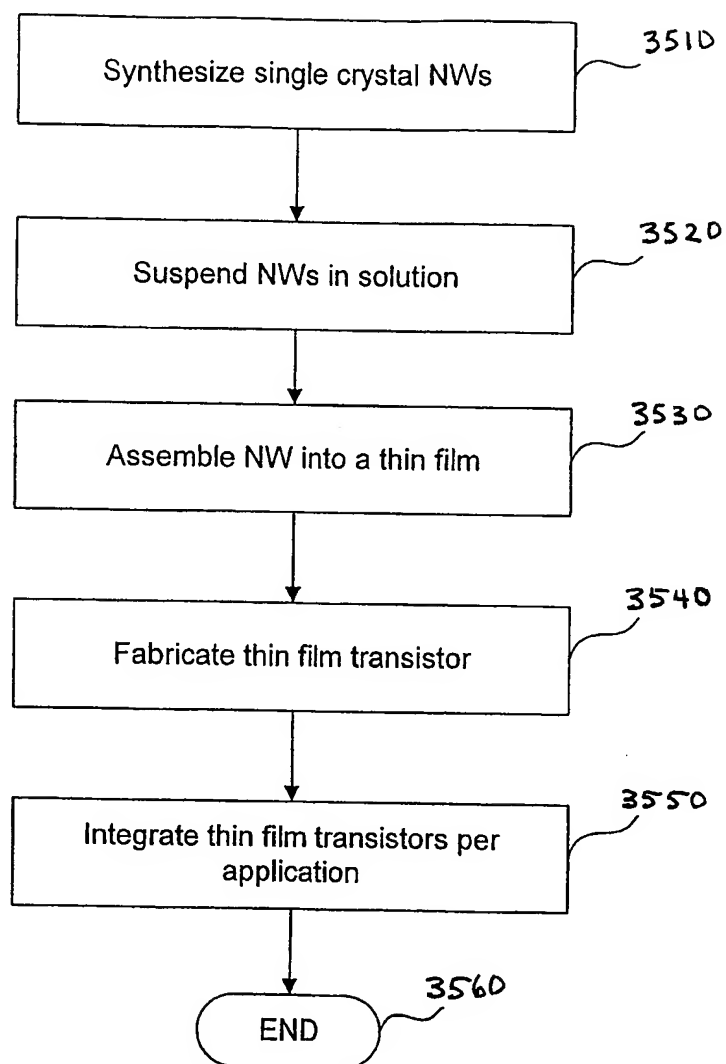 3510
Synthesize single crystal NWs
3520
Suspend NWs in solution
3530
Assemble NW into a thin film
3540
Fabricate thin film transistor
3550
Integrate thin film transistors per
application
3560
END